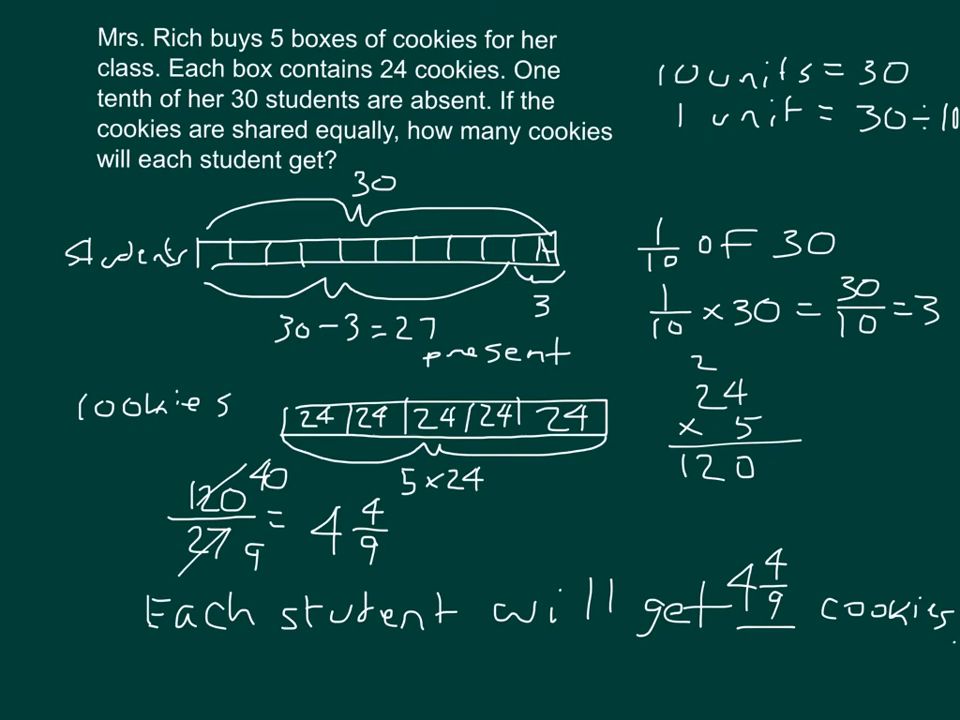 Mrs. Rich buys 5 boxes of cookies for her
class. Each box contains 24 cookies. One
tenth of her 30 students are absent. If the
cookies are shared equally, how many cookies
will each student get?
10 units = 30
1 unit = 30 ÷ 10
30
students
A
3
30 - 3 = 27
present
1/10 of 30
1/10 × 30 = 30/10 = 3
2
24
× 5
120
cookies
24 24 24 24 24
5 × 24
120 40
27 9
= 4 4/9
Each student will get 4 4/9 cookies.